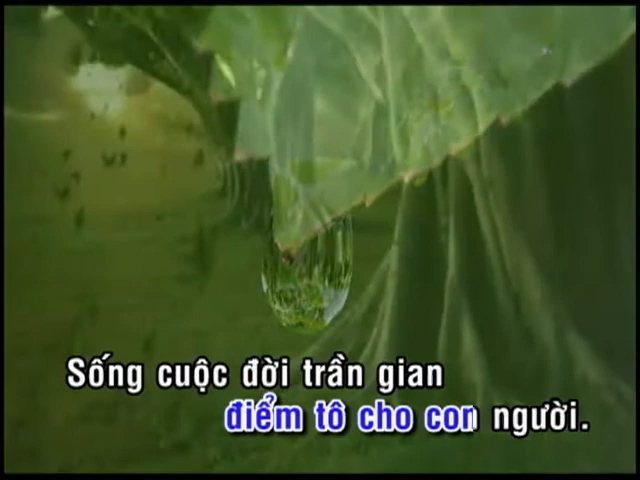 Sống cuộc đời trần gian
điểm tô cho con người.